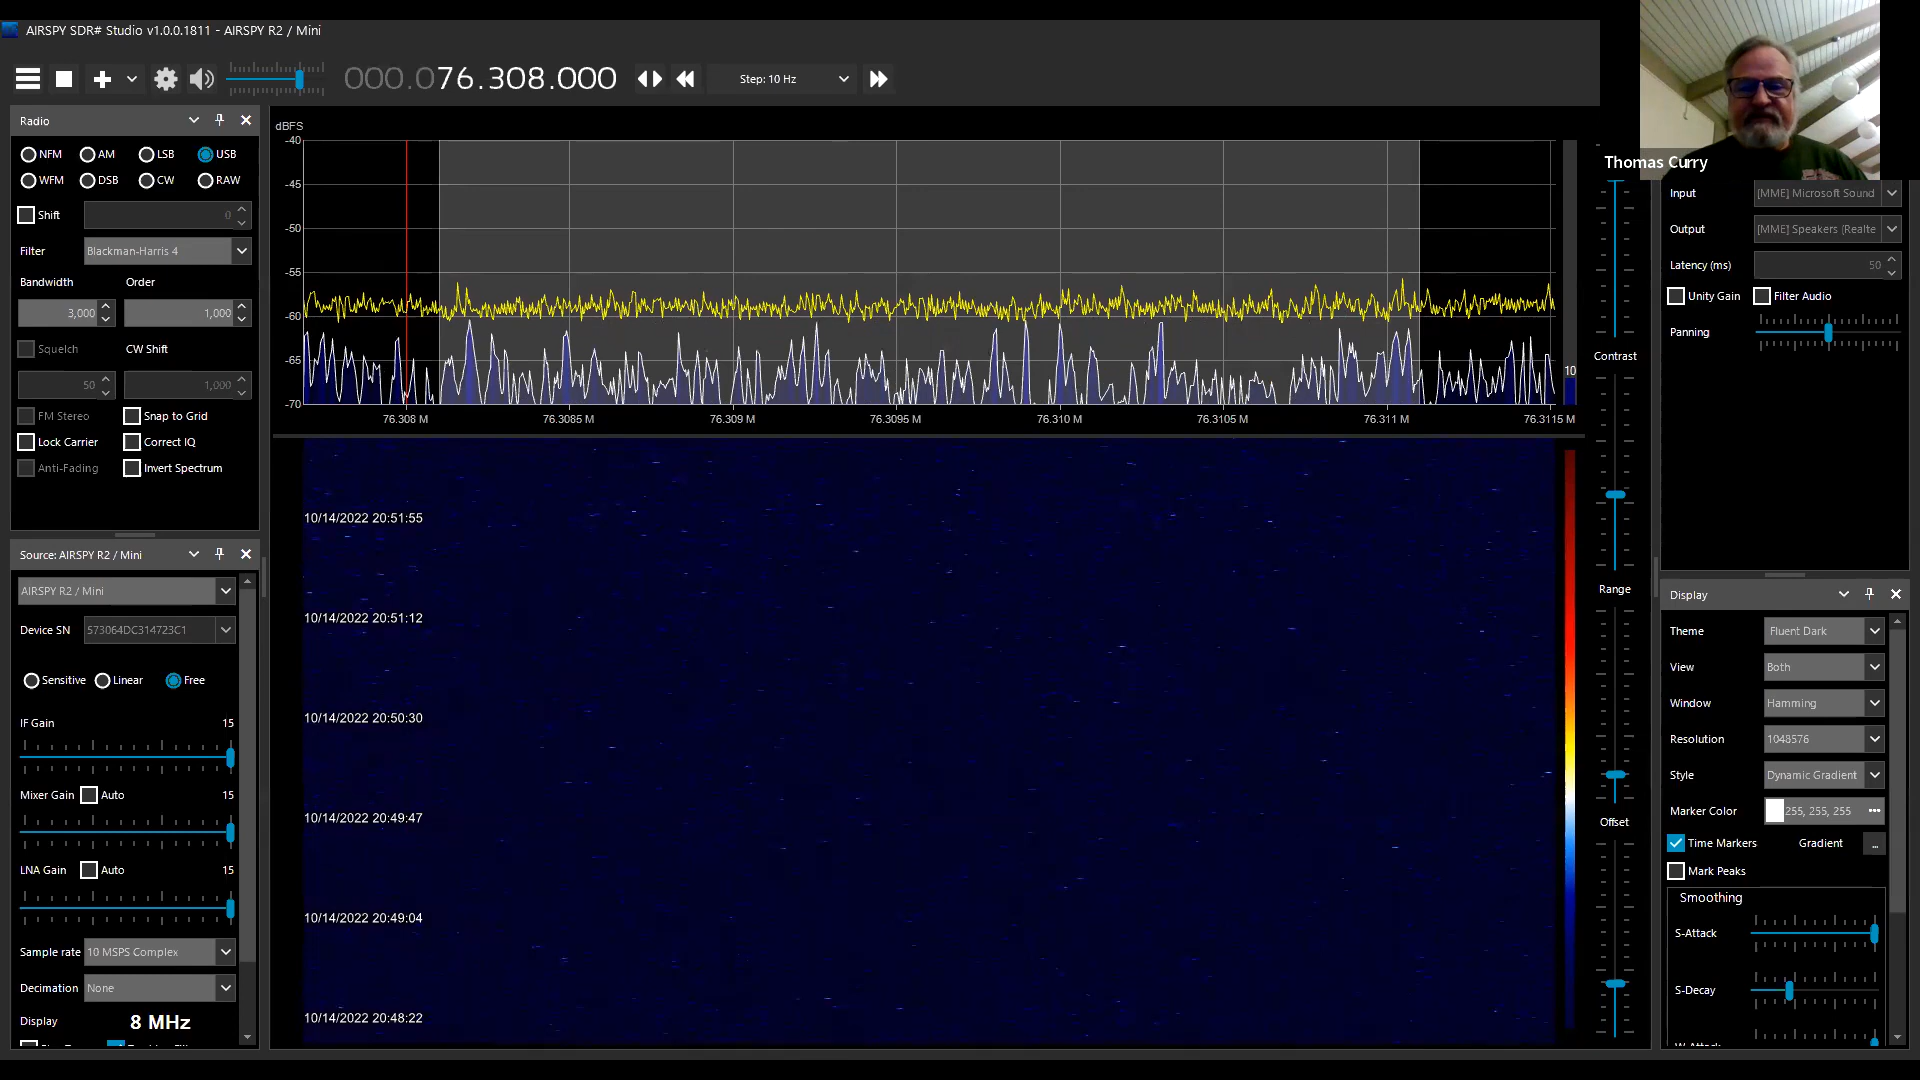 AIRSPY SDR# Studio v1.0.0.1811 - AIRSPY R2 / Mini
000.076.308.000
Step: 10 Hz
Thomas Curry
Radio
NFM AM LSB USB
WFM DSB CW RAW
Shift 0
Filter Blackman-Harris 4
Bandwidth Order
3,000 1,000
Squelch CW Shift
50 1,000
FM Stereo Snap to Grid
Lock Carrier Correct IQ
Anti-Fading Invert Spectrum
Source: AIRSPY R2 / Mini
AIRSPY R2 / Mini
Device SN 573064DC314723C1
Sensitive Linear Free
IF Gain 15
Mixer Gain Auto 15
LNA Gain Auto 15
Sample rate 10 MSPS Complex
Decimation None
Display 8 MHz
dBFS
-40
-45
-50
-55
-60
-65
-70
10
76.308 M 76.3085 M 76.309 M 76.3095 M 76.310 M 76.3105 M 76.311 M 76.3115 M
10/14/2022 20:51:55
10/14/2022 20:51:12
10/14/2022 20:50:30
10/14/2022 20:49:47
10/14/2022 20:49:04
10/14/2022 20:48:22
Contrast
Range
Offset
Input [MME] Microsoft Sound
Output [MME] Speakers (Realte
Latency (ms) 50
Unity Gain Filter Audio
Panning
Display
Theme Fluent Dark
View Both
Window Hamming
Resolution 1048576
Style Dynamic Gradient
Marker Color 255, 255, 255
Time Markers Gradient ...
Mark Peaks
Smoothing
S-Attack
S-Decay